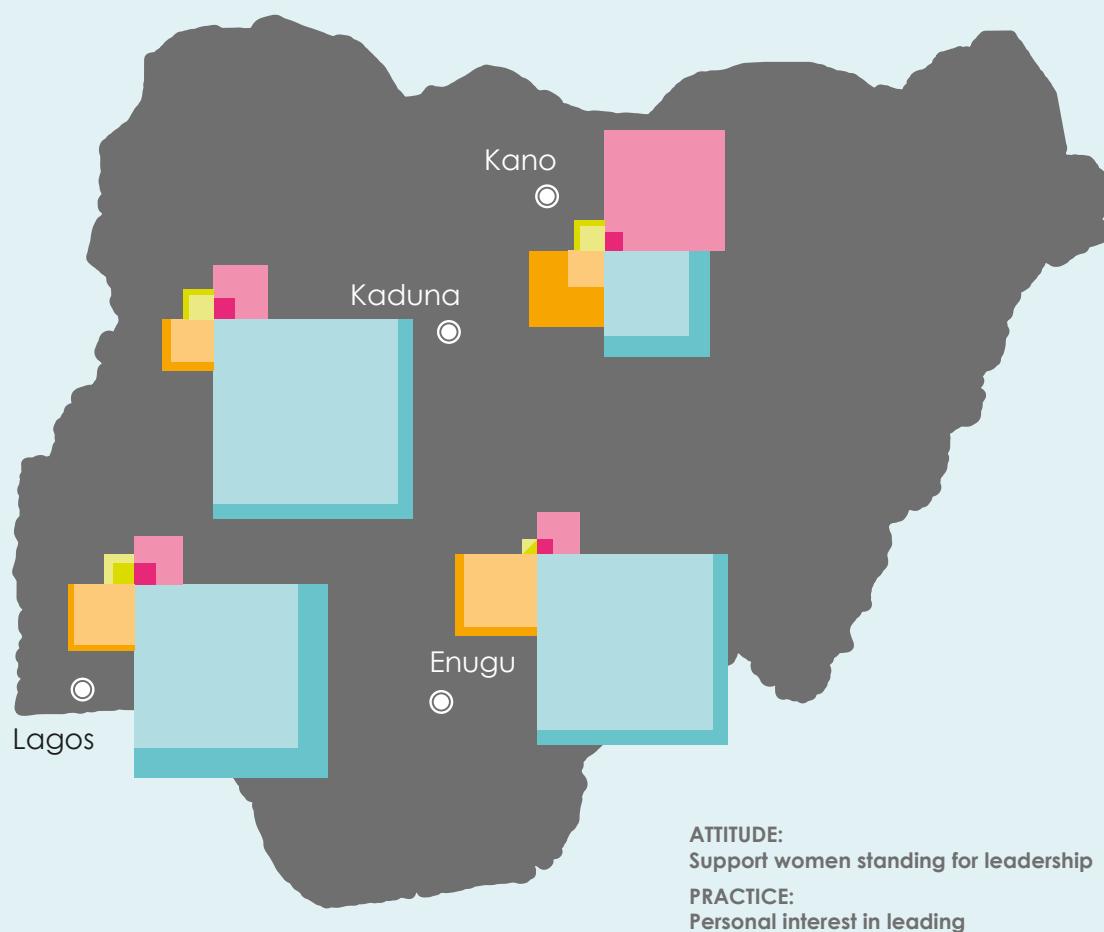 Kano
Kaduna
Enugu
Lagos
ATTITUDE:
Support women standing for leadership
PRACTICE:
Personal interest in leading